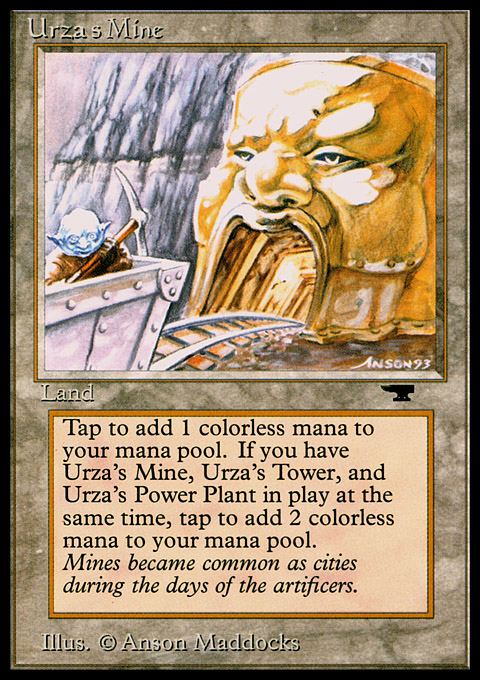 Urza's Mine
ANSON93
Land
Tap to add 1 colorless mana to
your mana pool. If you have
Urza's Mine, Urza's Tower, and
Urza's Power Plant in play at the
same time, tap to add 2 colorless
mana to your mana pool.
Mines became common as cities
during the days of the artificers.
Illus. © Anson Maddocks